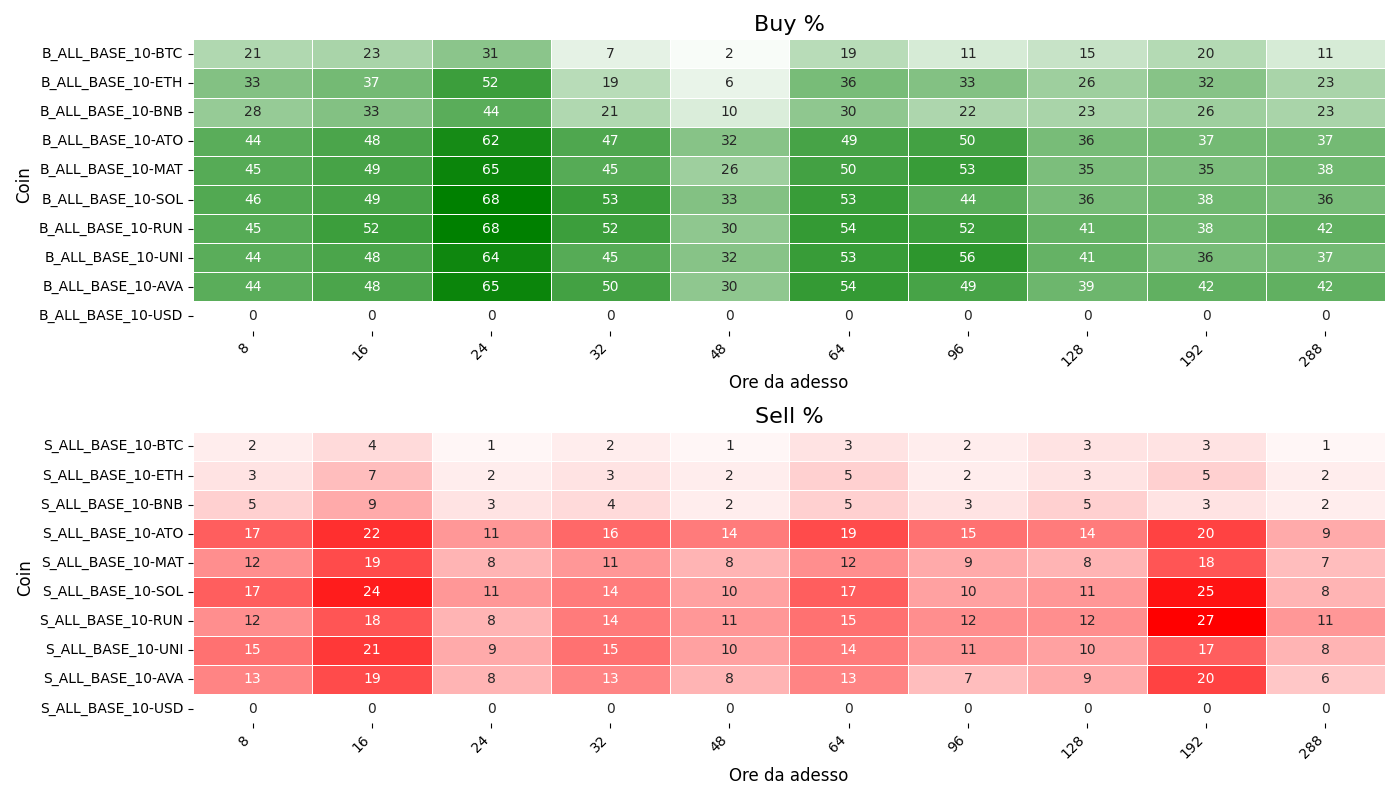 Buy %
Coin
B_ALL_BASE_10-BTC 21 23 31 7 2 19 11 15 20 11
B_ALL_BASE_10-ETH 33 37 52 19 6 36 33 26 32 23
B_ALL_BASE_10-BNB 28 33 44 21 10 30 22 23 26 23
B_ALL_BASE_10-ATO 44 48 62 47 32 49 50 36 37 37
B_ALL_BASE_10-MAT 45 49 65 45 26 50 53 35 35 38
B_ALL_BASE_10-SOL 46 49 68 53 33 53 44 36 38 36
B_ALL_BASE_10-RUN 45 52 68 52 30 54 52 41 38 42
B_ALL_BASE_10-UNI 44 48 64 45 32 53 56 41 36 37
B_ALL_BASE_10-AVA 44 48 65 50 30 54 49 39 42 42
B_ALL_BASE_10-USD 0 0 0 0 0 0 0 0 0 0
8 16 24 32 48 64 96 128 192 288
Ore da adesso
Sell %
Coin
S_ALL_BASE_10-BTC 2 4 1 2 1 3 2 3 3 1
S_ALL_BASE_10-ETH 3 7 2 3 2 5 2 3 5 2
S_ALL_BASE_10-BNB 5 9 3 4 2 5 3 5 3 2
S_ALL_BASE_10-ATO 17 22 11 16 14 19 15 14 20 9
S_ALL_BASE_10-MAT 12 19 8 11 8 12 9 8 18 7
S_ALL_BASE_10-SOL 17 24 11 14 10 17 10 11 25 8
S_ALL_BASE_10-RUN 12 18 8 14 11 15 12 12 27 11
S_ALL_BASE_10-UNI 15 21 9 15 10 14 11 10 17 8
S_ALL_BASE_10-AVA 13 19 8 13 8 13 7 9 20 6
S_ALL_BASE_10-USD 0 0 0 0 0 0 0 0 0 0
8 16 24 32 48 64 96 128 192 288
Ore da adesso